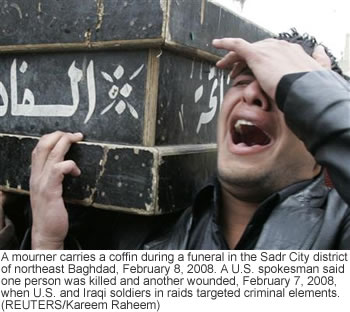 الفا
A mourner carries a coffin during a funeral in the Sadr City district
of northeast Baghdad, February 8, 2008. A U.S. spokesman said
one person was killed and another wounded, February 7, 2008,
when U.S. and Iraqi soldiers in raids targeted criminal elements.
(REUTERS/Kareem Raheem)